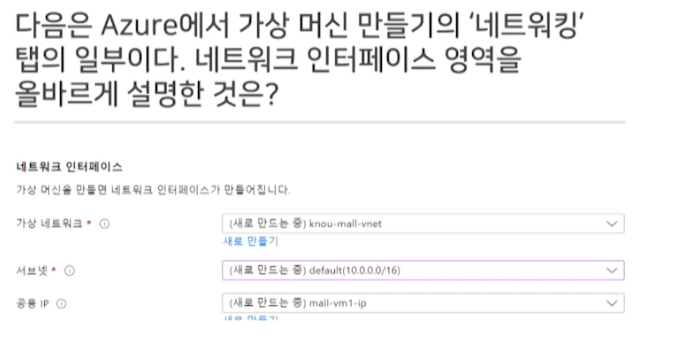 다음은 Azure에서 가상 머신 만들기의 '네트워킹'
탭의 일부이다. 네트워크 인터페이스 영역을
올바르게 설명한 것은?
네트워크 인터페이스
가상 머신을 만들면 네트워크 인터페이스가 만들어집니다.
가상 네트워크 * (새로 만드는 중) knou-mall-vnet
새로 만들기
서브넷 * (새로 만드는 중) default(10.0.0.0/16)
공용 IP (새로 만드는 중) mall-vm1-ip
새로 만들기